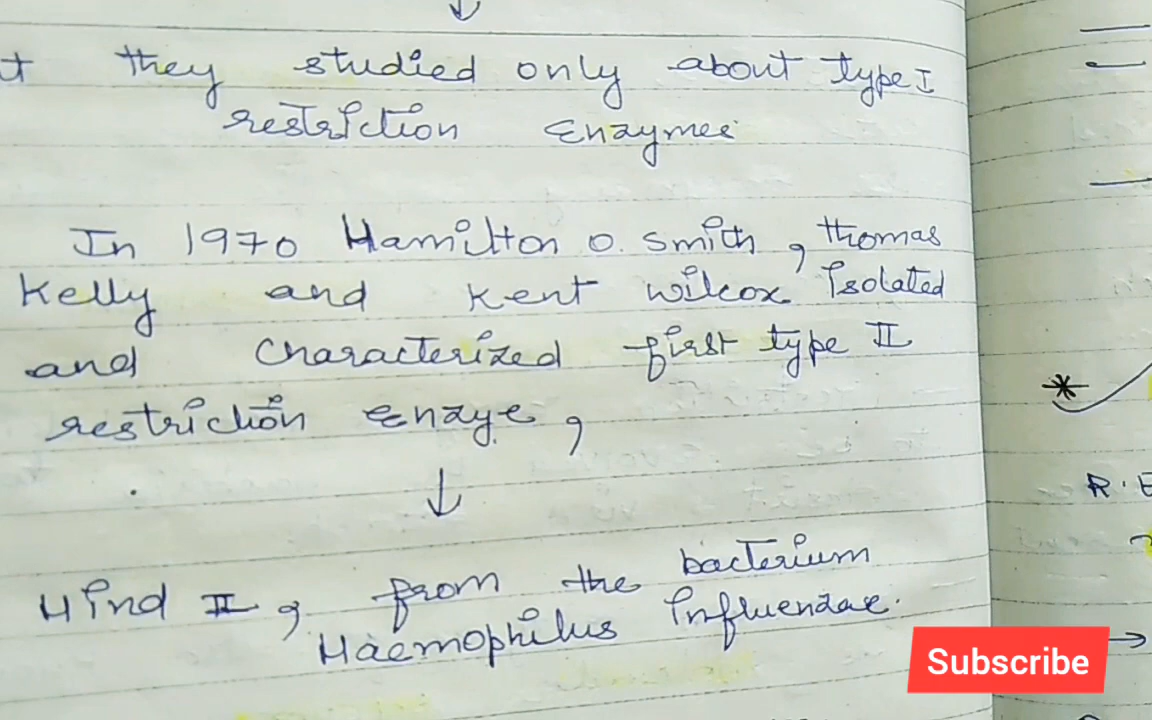 t they studied only about type I
restriction Enzymes
In 1970 Hamilton O. Smith, thomas
Kelly and Kent wilcox isolated
and characterized first type II
restriction enzye,
Hind II, from the bacterium
Haemophilus influenzae.
R.E
Subscribe